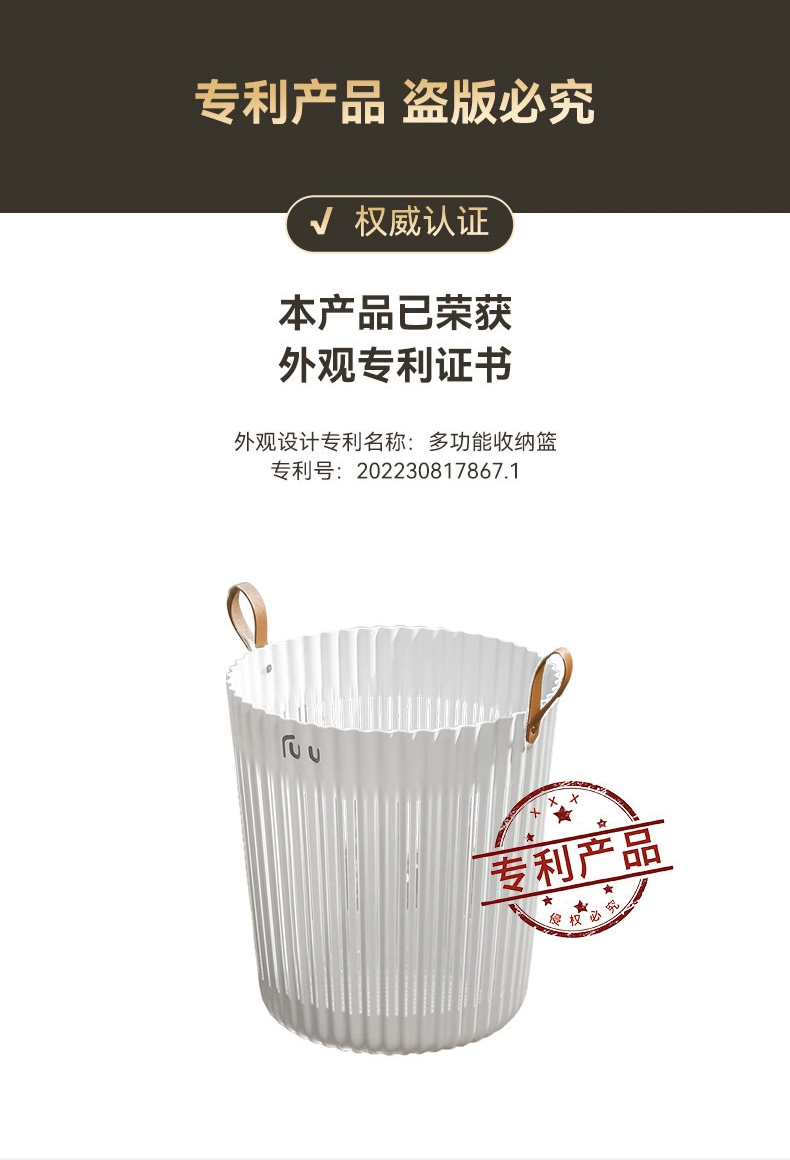 专利产品 盗版必究
√ 权威认证
本产品已荣获
外观专利证书
外观设计专利名称：多功能收纳篮
专利号：202230817867.1
XXX
专利产品
侵权必究